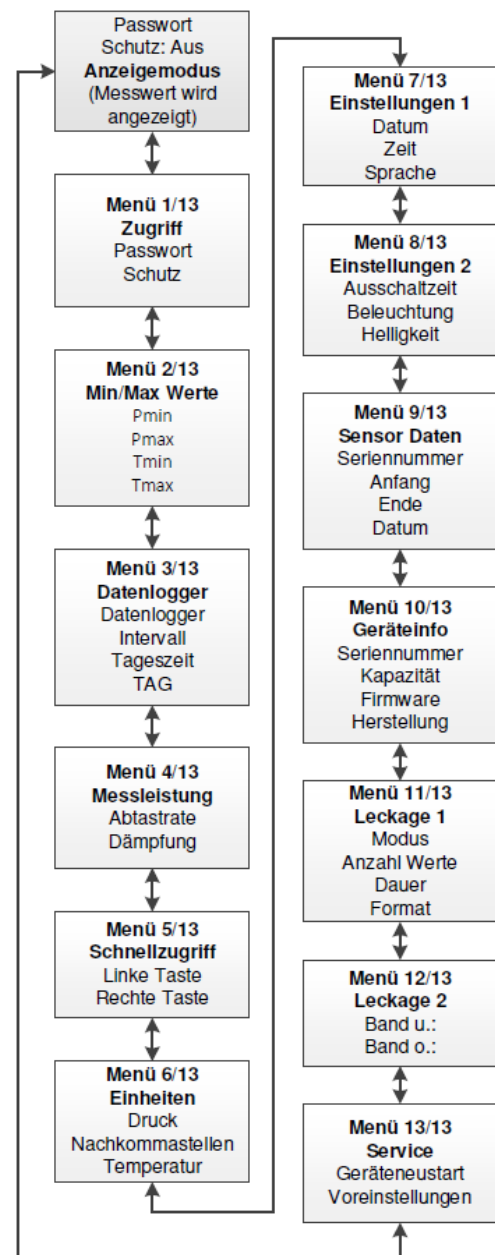 Passwort
Schutz: Aus
Anzeigemodus
(Messwert wird
angezeigt)
Menü 1/13
Zugriff
Passwort
Schutz
Menü 2/13
Min/Max Werte
Pmin
Pmax
Tmin
Tmax
Menü 3/13
Datenlogger
Datenlogger
Intervall
Tageszeit
TAG
Menü 4/13
Messleistung
Abtastrate
Dämpfung
Menü 5/13
Schnellzugriff
Linke Taste
Rechte Taste
Menü 6/13
Einheiten
Druck
Nachkommastellen
Temperatur
Menü 7/13
Einstellungen 1
Datum
Zeit
Sprache
Menü 8/13
Einstellungen 2
Ausschaltzeit
Beleuchtung
Helligkeit
Menü 9/13
Sensor Daten
Seriennummer
Anfang
Ende
Datum
Menü 10/13
Geräteinfo
Seriennummer
Kapazität
Firmware
Herstellung
Menü 11/13
Leckage 1
Modus
Anzahl Werte
Dauer
Format
Menü 12/13
Leckage 2
Band u.:
Band o.:
Menü 13/13
Service
Geräteneustart
Voreinstellungen